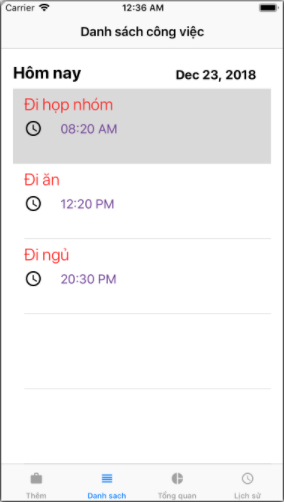 Carrier 12:36 AM
Danh sách công việc
Hôm nay Dec 23, 2018
Đi họp nhóm
08:20 AM
Đi ăn
12:20 PM
Đi ngủ
20:30 PM
Thêm Danh sach Tổng quan Lịch sử